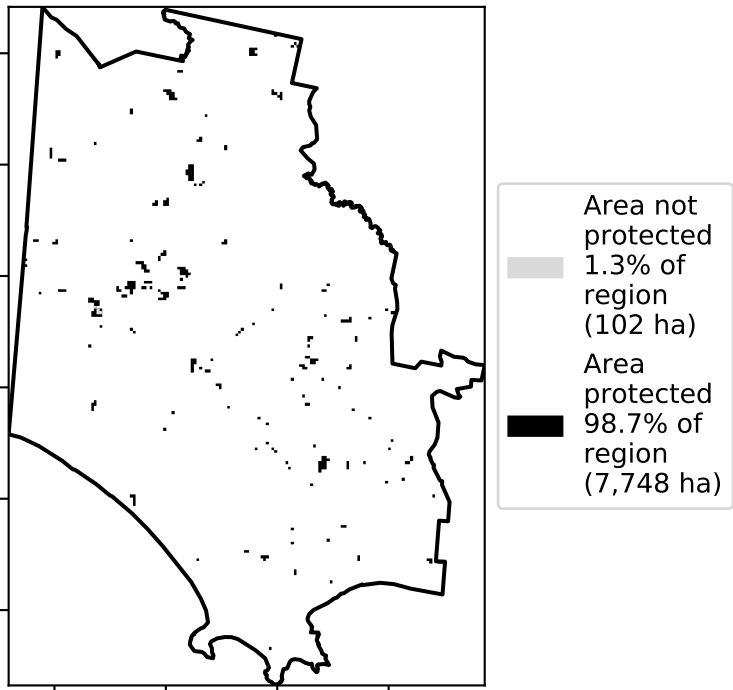 Area not
protected
1.3% of
region
(102 ha)
Area
protected
98.7% of
region
(7,748 ha)